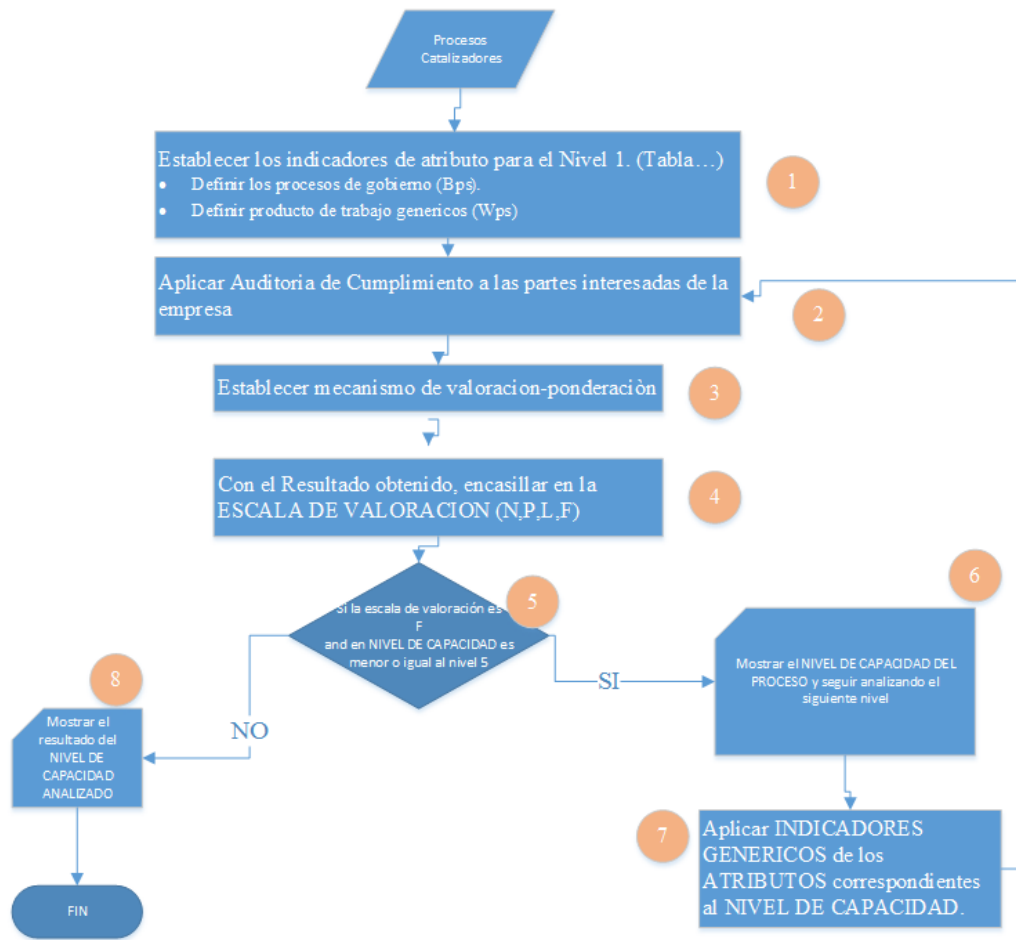 Procesos
Catalizadores
Establecer los indicadores de atributo para el Nivel 1. (Tabla...)
• Definir los procesos de gobierno (Bps).
• Definir producto de trabajo genericos (Wps)
1
Aplicar Auditoria de Cumplimiento a las partes interesadas de la
empresa
2
Establecer mecanismo de valoracion-ponderaciòn
3
Con el Resultado obtenido, encasillar en la
ESCALA DE VALORACION (N,P,L,F)
4
Si la escala de valoración es
F
and en NIVEL DE CAPACIDAD es
menor o igual al nivel 5
5
SI
6
Mostrar el NIVEL DE CAPACIDAD DEL
PROCESO y seguir analizando el
siguiente nivel
7
Aplicar INDICADORES
GENERICOS de los
ATRIBUTOS correspondientes
al NIVEL DE CAPACIDAD.
NO
8
Mostrar el
resultado del
NIVEL DE
CAPACIDAD
ANALIZADO
FIN